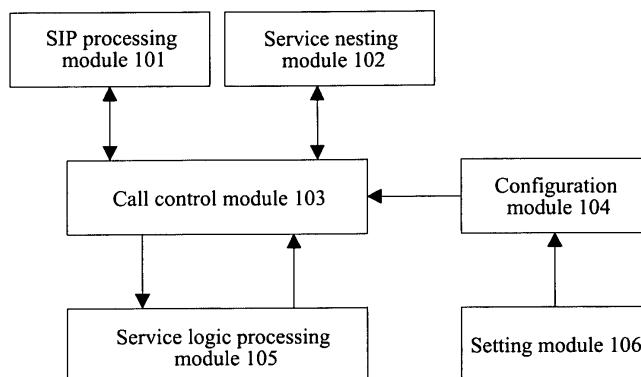 SIP processing
module 101
Service nesting
module 102
Call control module 103
Configuration
module 104
Service logic processing
module 105
Setting module 106